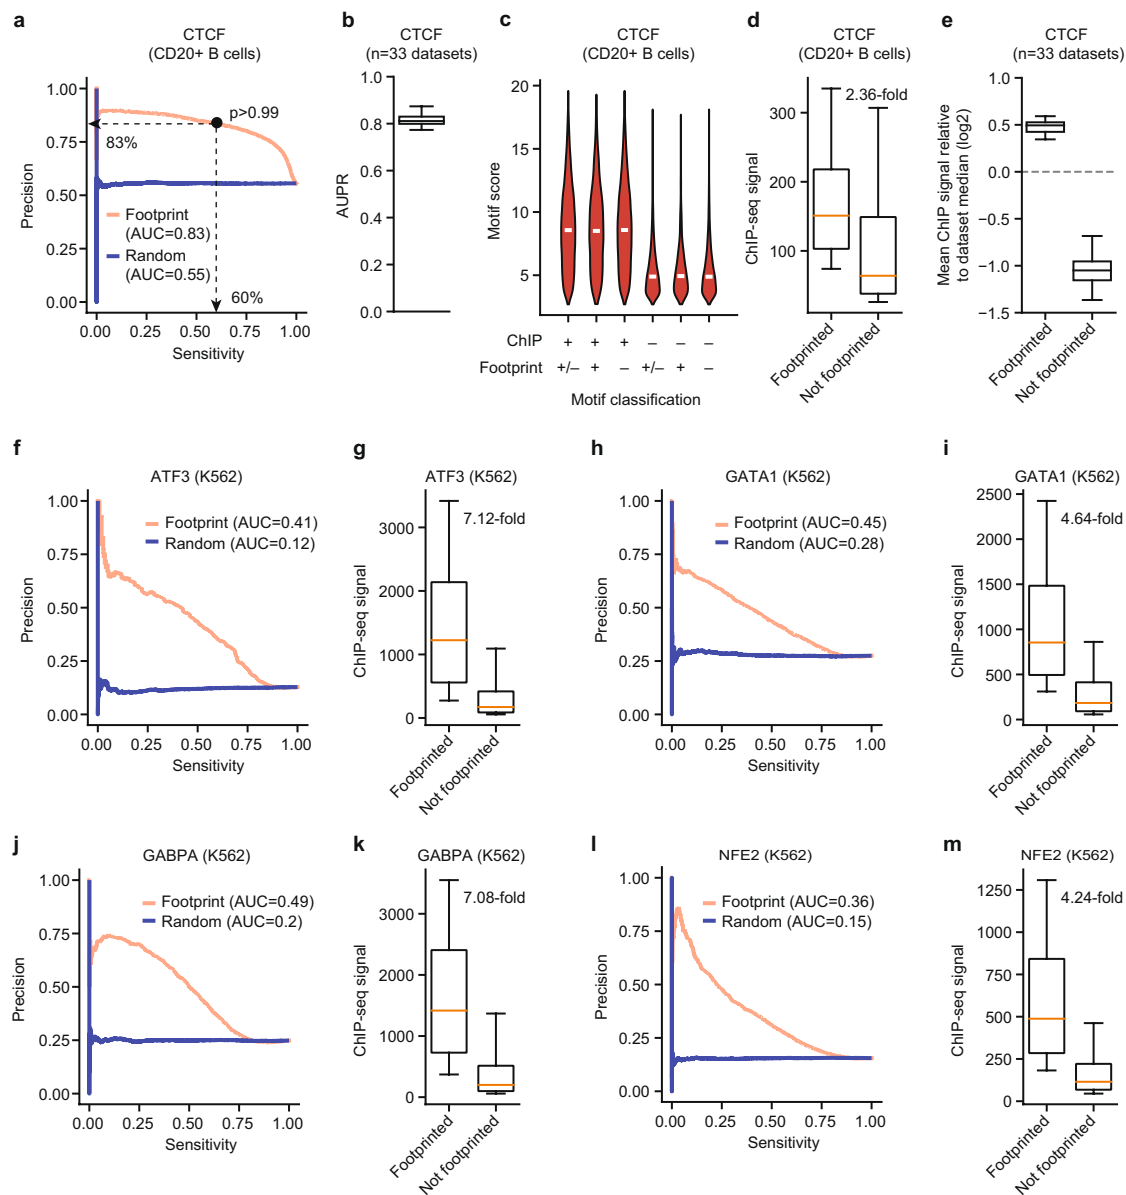 a
CTCF
(CD20+ B cells)
1.00
0.75
0.50
0.25
0.00
Precision
p>0.99
83%
Footprint
(AUC=0.83)
Random
(AUC=0.55)
60%
0.00 0.25 0.50 0.75 1.00
Sensitivity
b
CTCF
(n=33 datasets)
1.0
0.8
0.6
0.4
0.2
0.0
AUPR
c
CTCF
(CD20+ B cells)
20
15
10
5
Motif score
ChIP + + + – – –
Footprint +/– + – +/– + –
Motif classification
d
CTCF
(CD20+ B cells)
2.36-fold
300
200
100
ChIP-seq signal
Footprinted
Not footprinted
e
CTCF
(n=33 datasets)
1.0
0.5
0.0
−0.5
−1.0
−1.5
Mean ChIP signal relative
to dataset median (log2)
Footprinted
Not footprinted
f
ATF3 (K562)
1.00
0.75
0.50
0.25
0.00
Precision
Footprint (AUC=0.41)
Random (AUC=0.12)
0.00 0.25 0.50 0.75 1.00
Sensitivity
g
ATF3 (K562)
7.12-fold
3000
2000
1000
0
ChIP-seq signal
Footprinted
Not footprinted
h
GATA1 (K562)
1.00
0.75
0.50
0.25
0.00
Precision
Footprint (AUC=0.45)
Random (AUC=0.28)
0.00 0.25 0.50 0.75 1.00
Sensitivity
i
GATA1 (K562)
4.64-fold
2500
2000
1500
1000
500
0
ChIP-seq signal
Footprinted
Not footprinted
j
GABPA (K562)
1.00
0.75
0.50
0.25
0.00
Precision
Footprint (AUC=0.49)
Random (AUC=0.2)
0.00 0.25 0.50 0.75 1.00
Sensitivity
k
GABPA (K562)
7.08-fold
3000
2000
1000
0
ChIP-seq signal
Footprinted
Not footprinted
l
NFE2 (K562)
1.00
0.75
0.50
0.25
0.00
Precision
Footprint (AUC=0.36)
Random (AUC=0.15)
0.00 0.25 0.50 0.75 1.00
Sensitivity
m
NFE2 (K562)
4.24-fold
1250
1000
750
500
250
0
ChIP-seq signal
Footprinted
Not footprinted